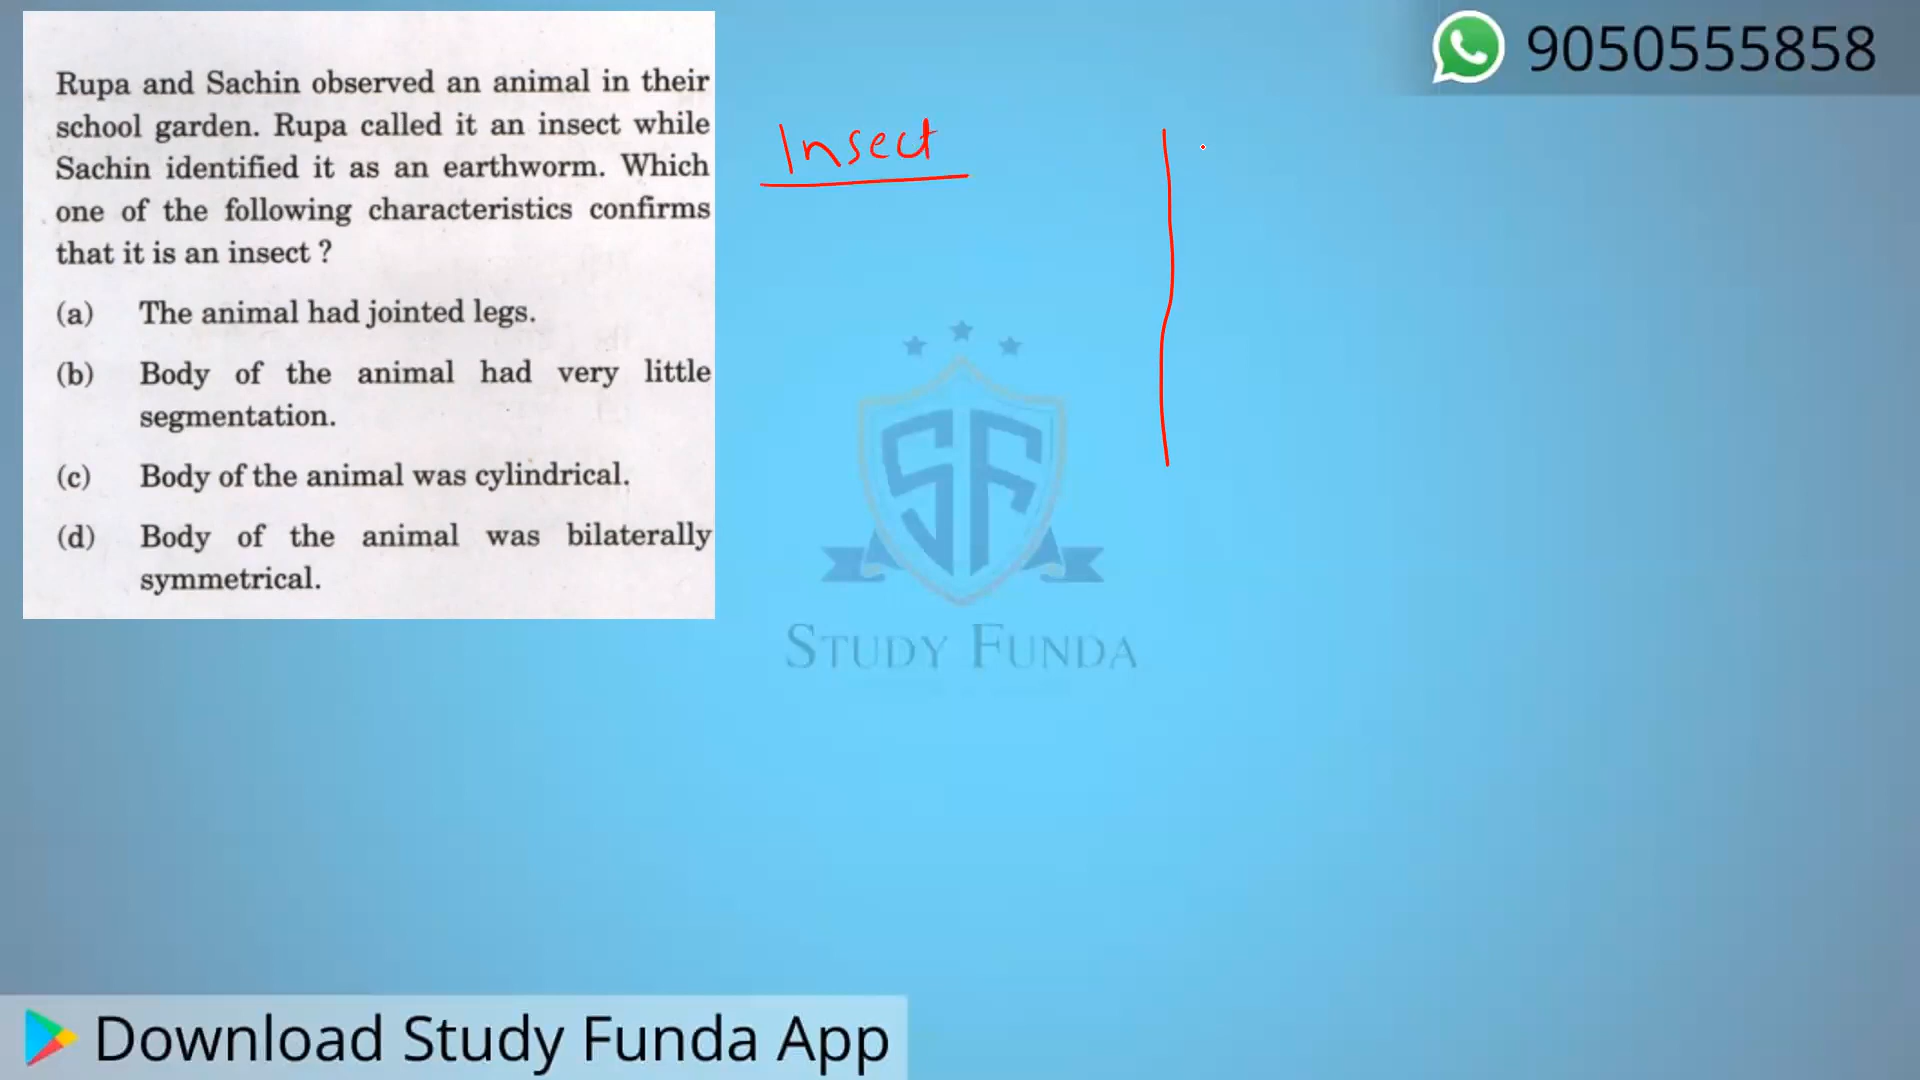 9050555858
Rupa and Sachin observed an animal in their
school garden. Rupa called it an insect while
Sachin identified it as an earthworm. Which
one of the following characteristics confirms
that it is an insect ?
(a) The animal had jointed legs.
(b) Body of the animal had very little
segmentation.
(c) Body of the animal was cylindrical.
(d) Body of the animal was bilaterally
symmetrical.
Insect
SF
STUDY FUNDA
Download Study Funda App